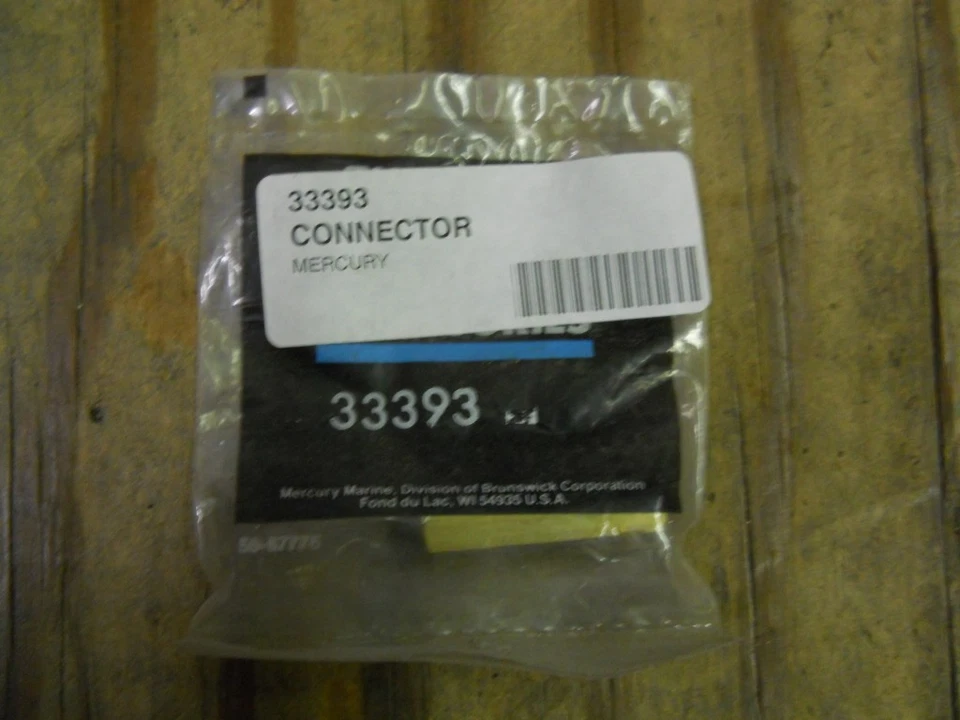 33393
CONNECTOR
MERCURY
33393
Mercury Marine, Division of Brunswick Corporation
Fond du Lac, WI 54935 U.S.A.